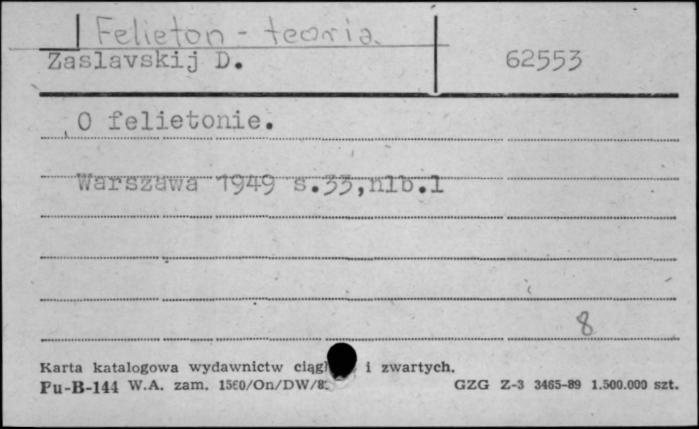 Felieton - teoria.
Zaslavskij D. 62553
O felietonie.
Warszawa 1949 s.33,nlb.1
8
Karta katalogowa wydawnictw i zwartych.
Pu-B-144 W.A. zam. 1560/On/DW/8 GZG Z-3 3465-89 1.500.000 szt.